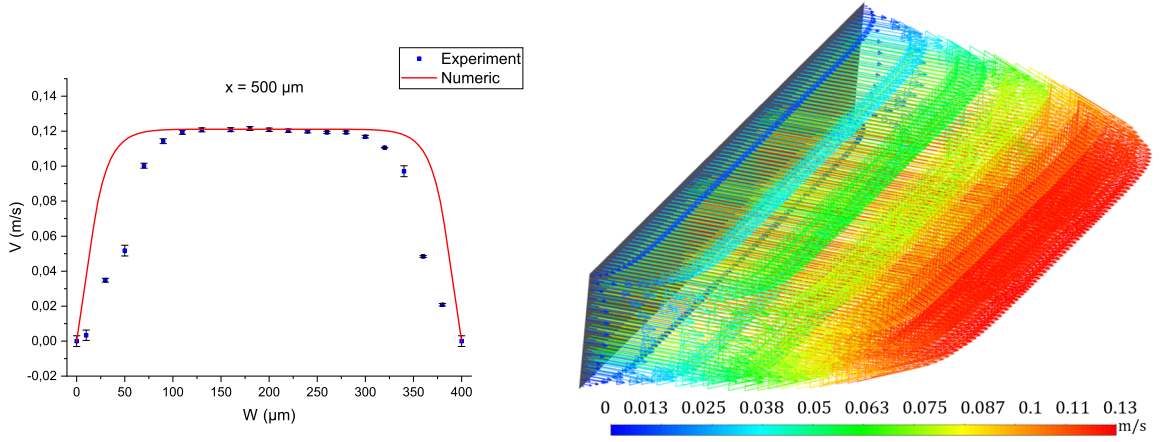 Experiment
Numeric
x = 500 µm
V (m/s)
0,14
0,12
0,10
0,08
0,06
0,04
0,02
0,00
-0,02
0 50 100 150 200 250 300 350 400
W (µm)
0 0.013 0.025 0.038 0.05 0.063 0.075 0.087 0.1 0.11 0.13
m/s